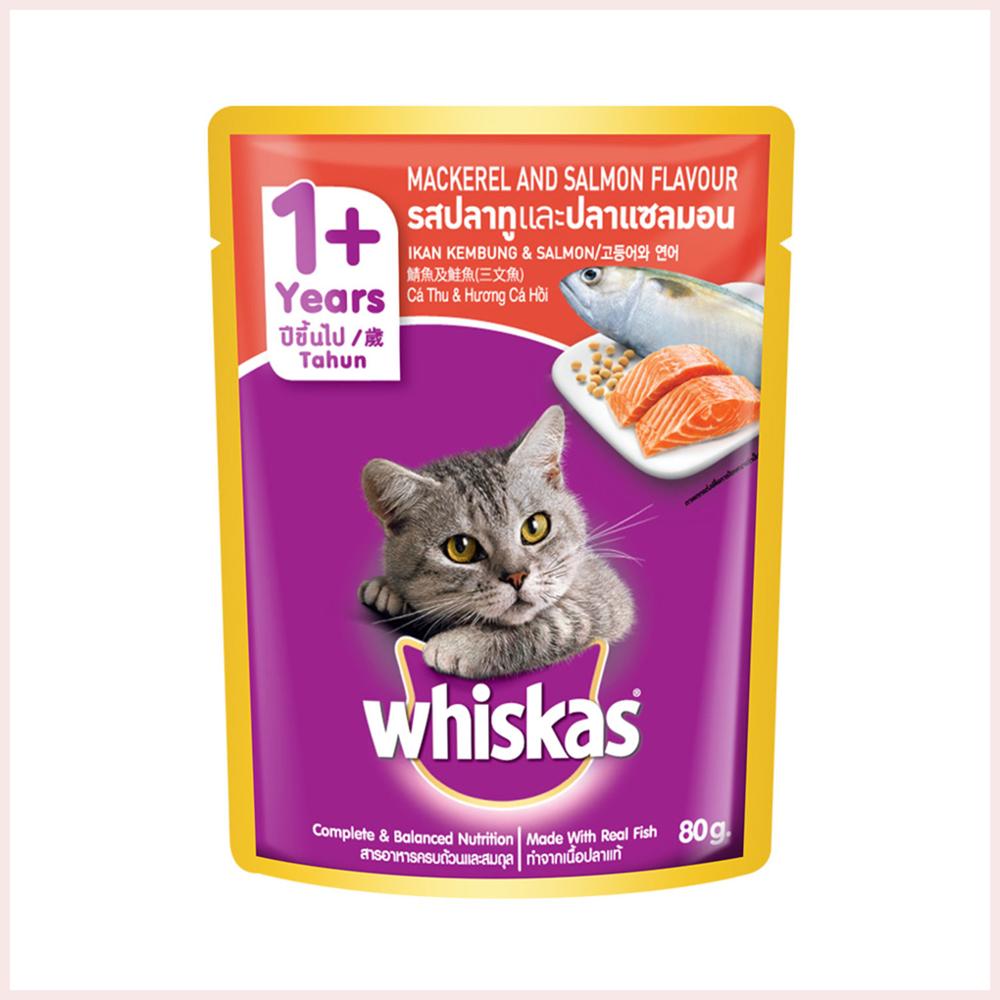 1+
Years
ปีขึ้นไป / 歲
Tahun
MACKEREL AND SALMON FLAVOUR
รสปลาทูและปลาแซลมอน
IKAN KEMBUNG & SALMON/고등어와 연어
鯖魚及鮭魚(三文魚)
Cá Thu & Hương Cá Hồi
whiskas®
Complete & Balanced Nutrition | Made With Real Fish
สารอาหารครบถ้วนและสมดุล | ทำจากเนื้อปลาแท้
80g.